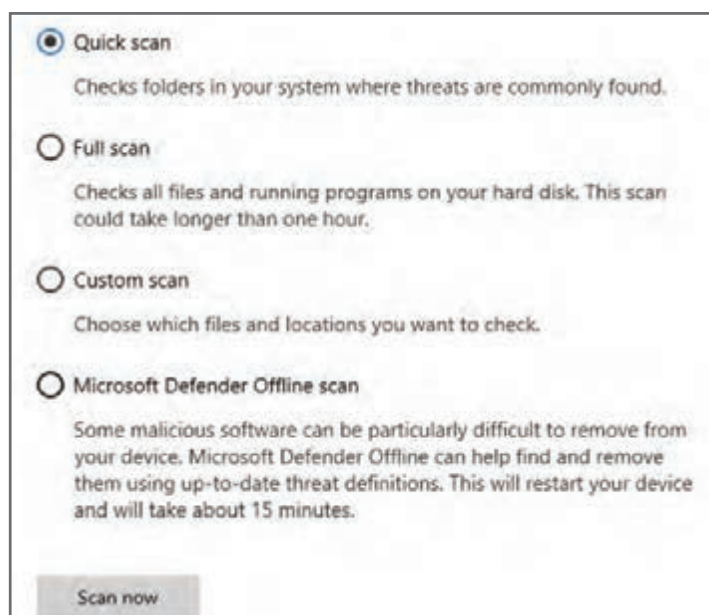 Quick scan
Checks folders in your system where threats are commonly found.
Full scan
Checks all files and running programs on your hard disk. This scan
could take longer than one hour.
Custom scan
Choose which files and locations you want to check.
Microsoft Defender Offline scan
Some malicious software can be particularly difficult to remove from
your device. Microsoft Defender Offline can help find and remove
them using up-to-date threat definitions. This will restart your device
and will take about 15 minutes.
Scan now